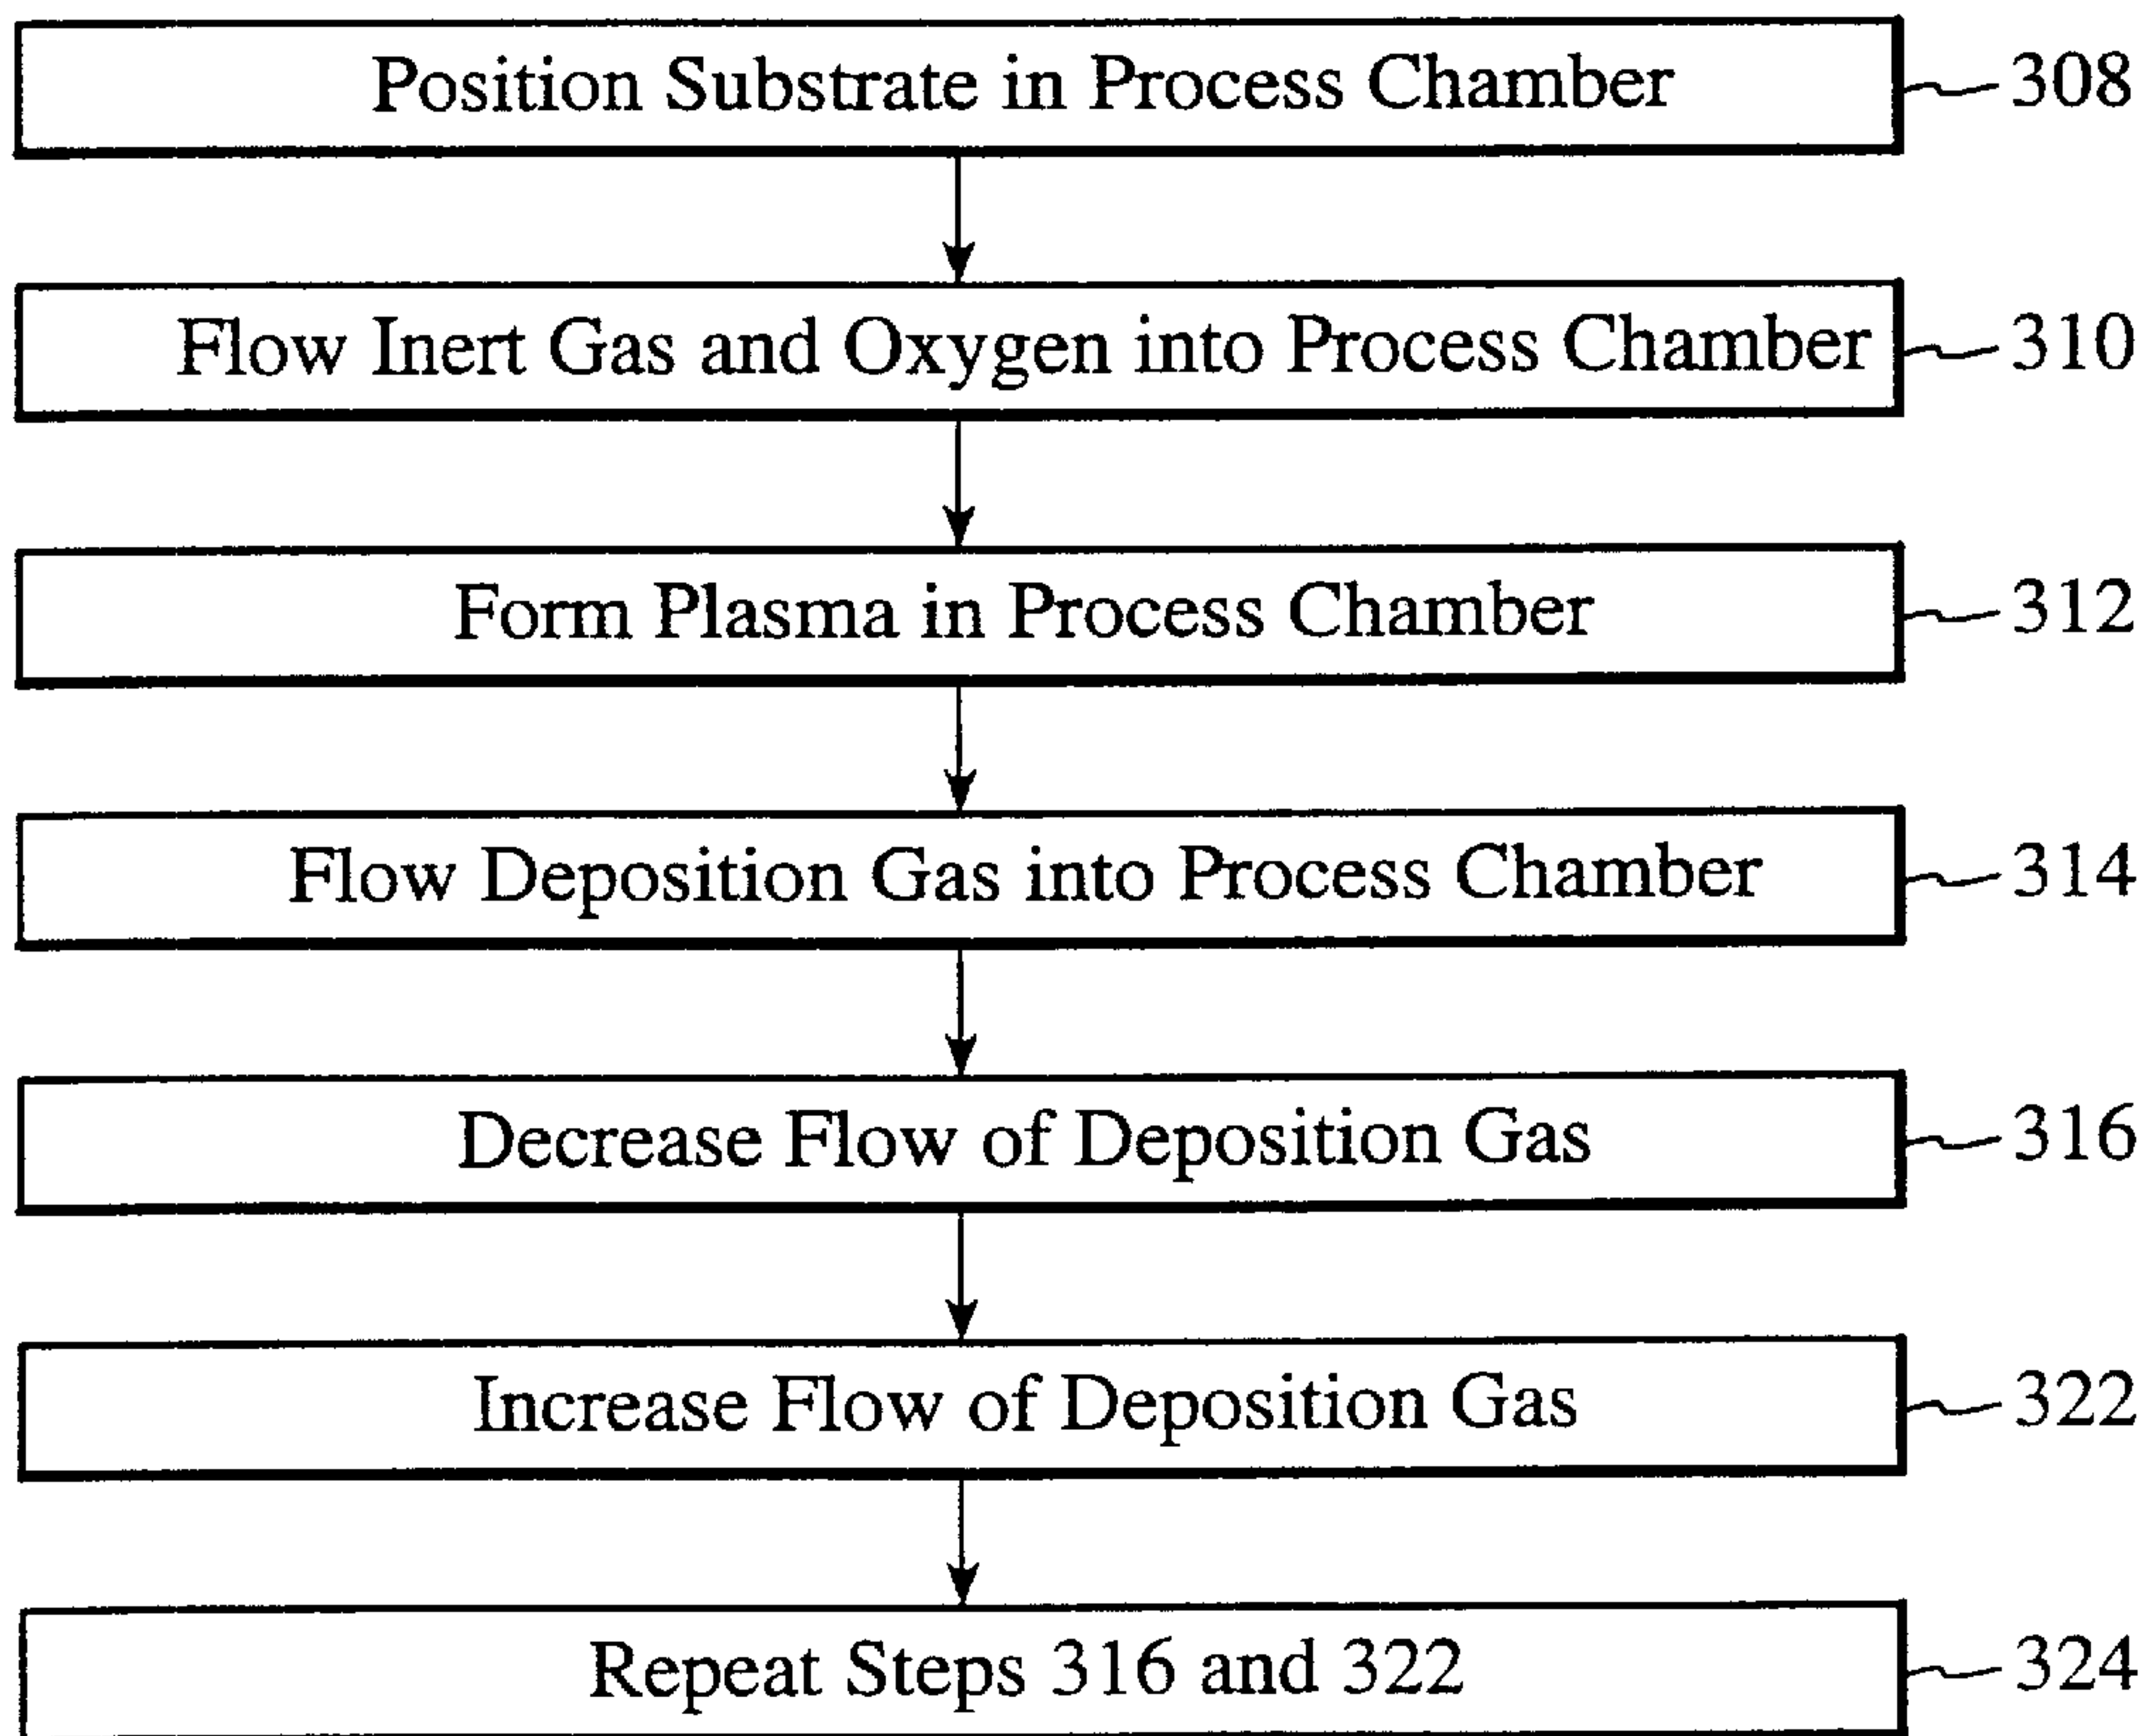 Position Substrate in Process Chamber 308
Flow Inert Gas and Oxygen into Process Chamber 310
Form Plasma in Process Chamber 312
Flow Deposition Gas into Process Chamber 314
Decrease Flow of Deposition Gas 316
Increase Flow of Deposition Gas 322
Repeat Steps 316 and 322 324